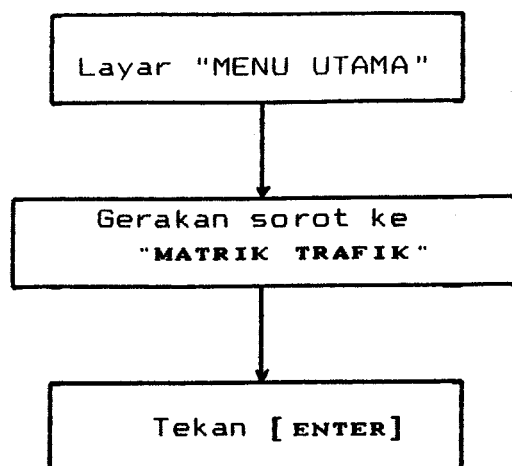 Layar "MENU UTAMA"
Gerakan sorot ke
"MATRIK TRAFIK"
Tekan [ENTER]